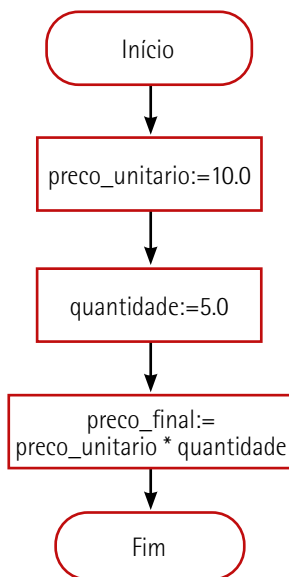 Início
preco_unitario:=10.0
quantidade:=5.0
preco_final:=
preco_unitario * quantidade
Fim